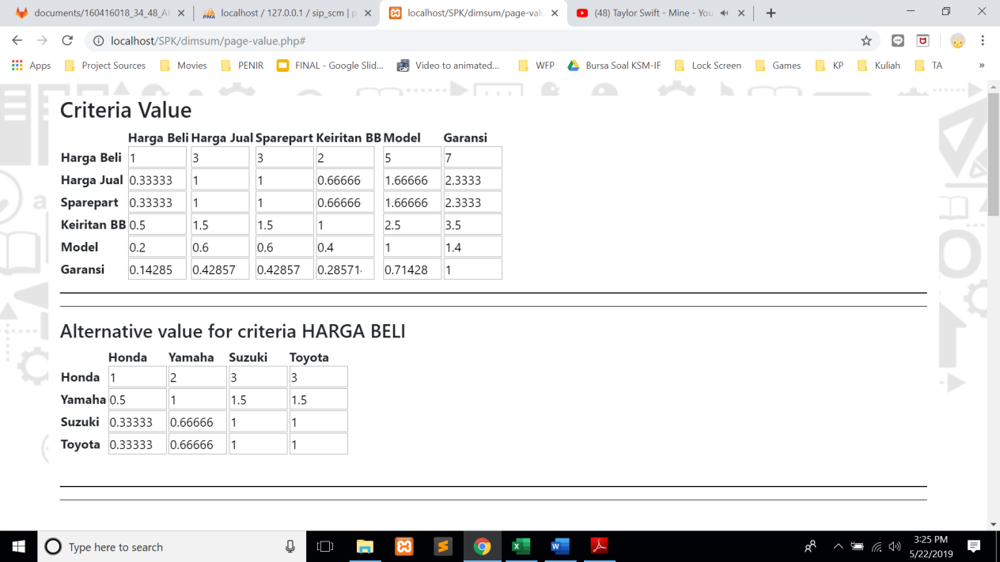 documents/160416018_34_48_A localhost / 127.0.0.1 / sip_scm | p localhost/SPK/dimsum/page-valu (48) Taylor Swift - Mine - You
localhost/SPK/dimsum/page-value.php#
Apps Project Sources Movies PENIR FINAL - Google Slid... Video to animated... WFP Bursa Soal KSM-IF Lock Screen Games KP Kuliah TA »
Criteria Value
Harga Beli Harga Jual Sparepart Keiritan BB Model Garansi
Harga Beli 1 3 3 2 5 7
Harga Jual 0.33333 1 1 0.66666 1.66666 2.3333
Sparepart 0.33333 1 1 0.66666 1.66666 2.3333
Keiritan BB 0.5 1.5 1.5 1 2.5 3.5
Model 0.2 0.6 0.6 0.4 1 1.4
Garansi 0.14285 0.42857 0.42857 0.28571 0.71428 1
Alternative value for criteria HARGA BELI
Honda Yamaha Suzuki Toyota
Honda 1 2 3 3
Yamaha 0.5 1 1.5 1.5
Suzuki 0.33333 0.66666 1 1
Toyota 0.33333 0.66666 1 1
Type here to search
3:25 PM
5/22/2019